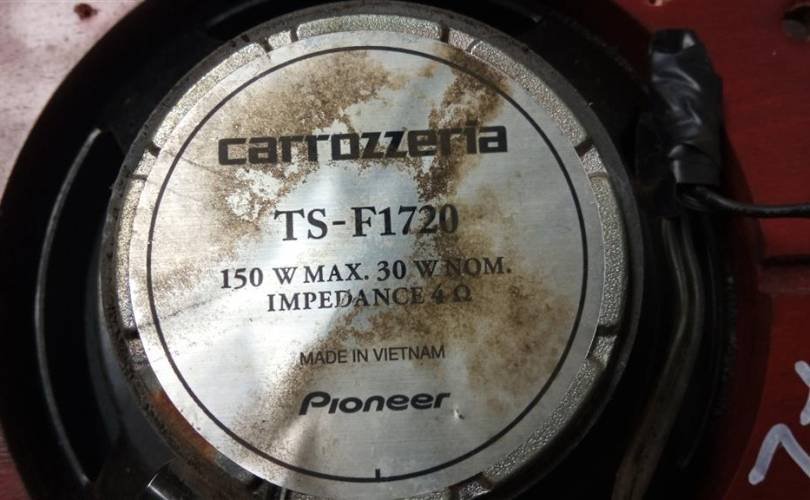 carrozzeria
TS-F1720
150 W MAX. 30 W NOM.
IMPEDANCE 4 Ω
MADE IN VIETNAM
Pioneer